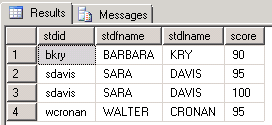 Results Messages
stdid stdfname stdlname score
1 bkry BARBARA KRY 90
2 sdavis SARA DAVIS 95
3 sdavis SARA DAVIS 100
4 wcronan WALTER CRONAN 95